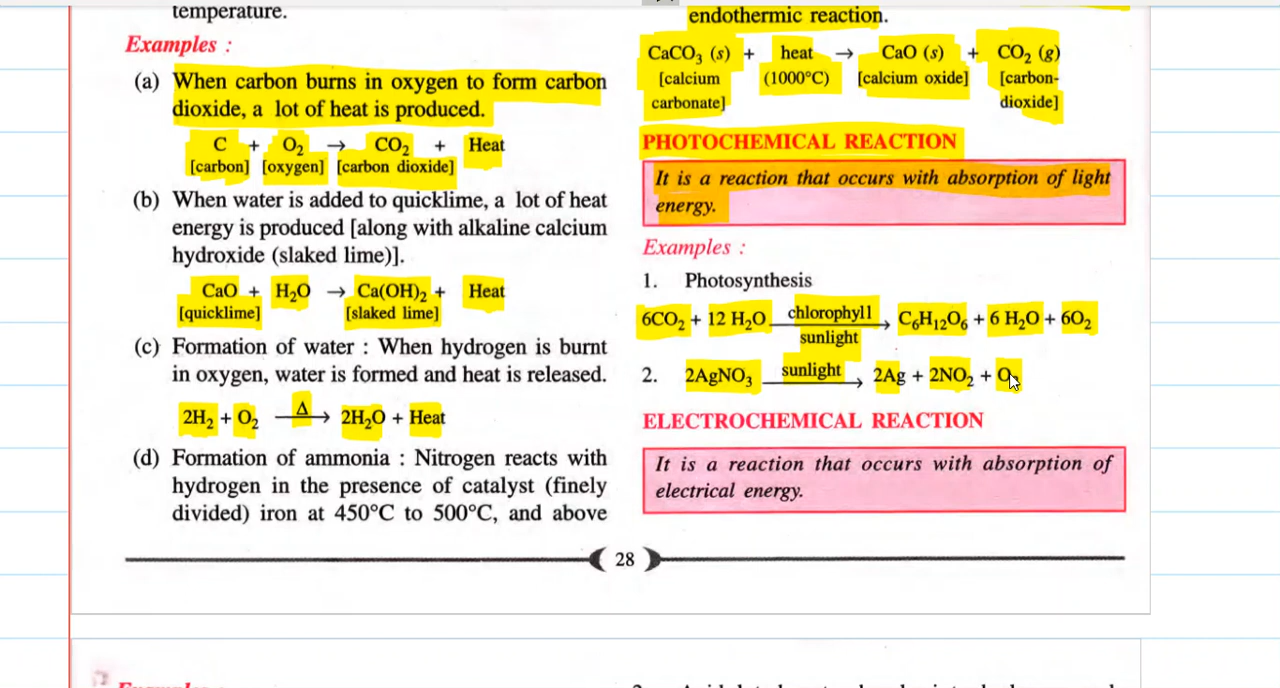 temperature.
Examples :
(a) When carbon burns in oxygen to form carbon
dioxide, a lot of heat is produced.
C + O₂ → CO₂ + Heat
[carbon] [oxygen] [carbon dioxide]
(b) When water is added to quicklime, a lot of heat
energy is produced [along with alkaline calcium
hydroxide (slaked lime)].
CaO + H₂O → Ca(OH)₂ + Heat
[quicklime] [slaked lime]
(c) Formation of water : When hydrogen is burnt
in oxygen, water is formed and heat is released.
2H₂ + O₂ Δ→ 2H₂O + Heat
(d) Formation of ammonia : Nitrogen reacts with
hydrogen in the presence of catalyst (finely
divided) iron at 450°C to 500°C, and above
endothermic reaction.
CaCO₃ (s) + heat → CaO (s) + CO₂ (g)
[calcium (1000°C) [calcium oxide] [carbon-
carbonate] dioxide]
PHOTOCHEMICAL REACTION
It is a reaction that occurs with absorption of light
energy.
Examples :
1. Photosynthesis
chlorophyll
6CO₂ + 12 H₂O → C₆H₁₂O₆ + 6 H₂O + 6O₂
sunlight
sunlight
2. 2AgNO₃ → 2Ag + 2NO₂ + O
ELECTROCHEMICAL REACTION
It is a reaction that occurs with absorption of
electrical energy.
28